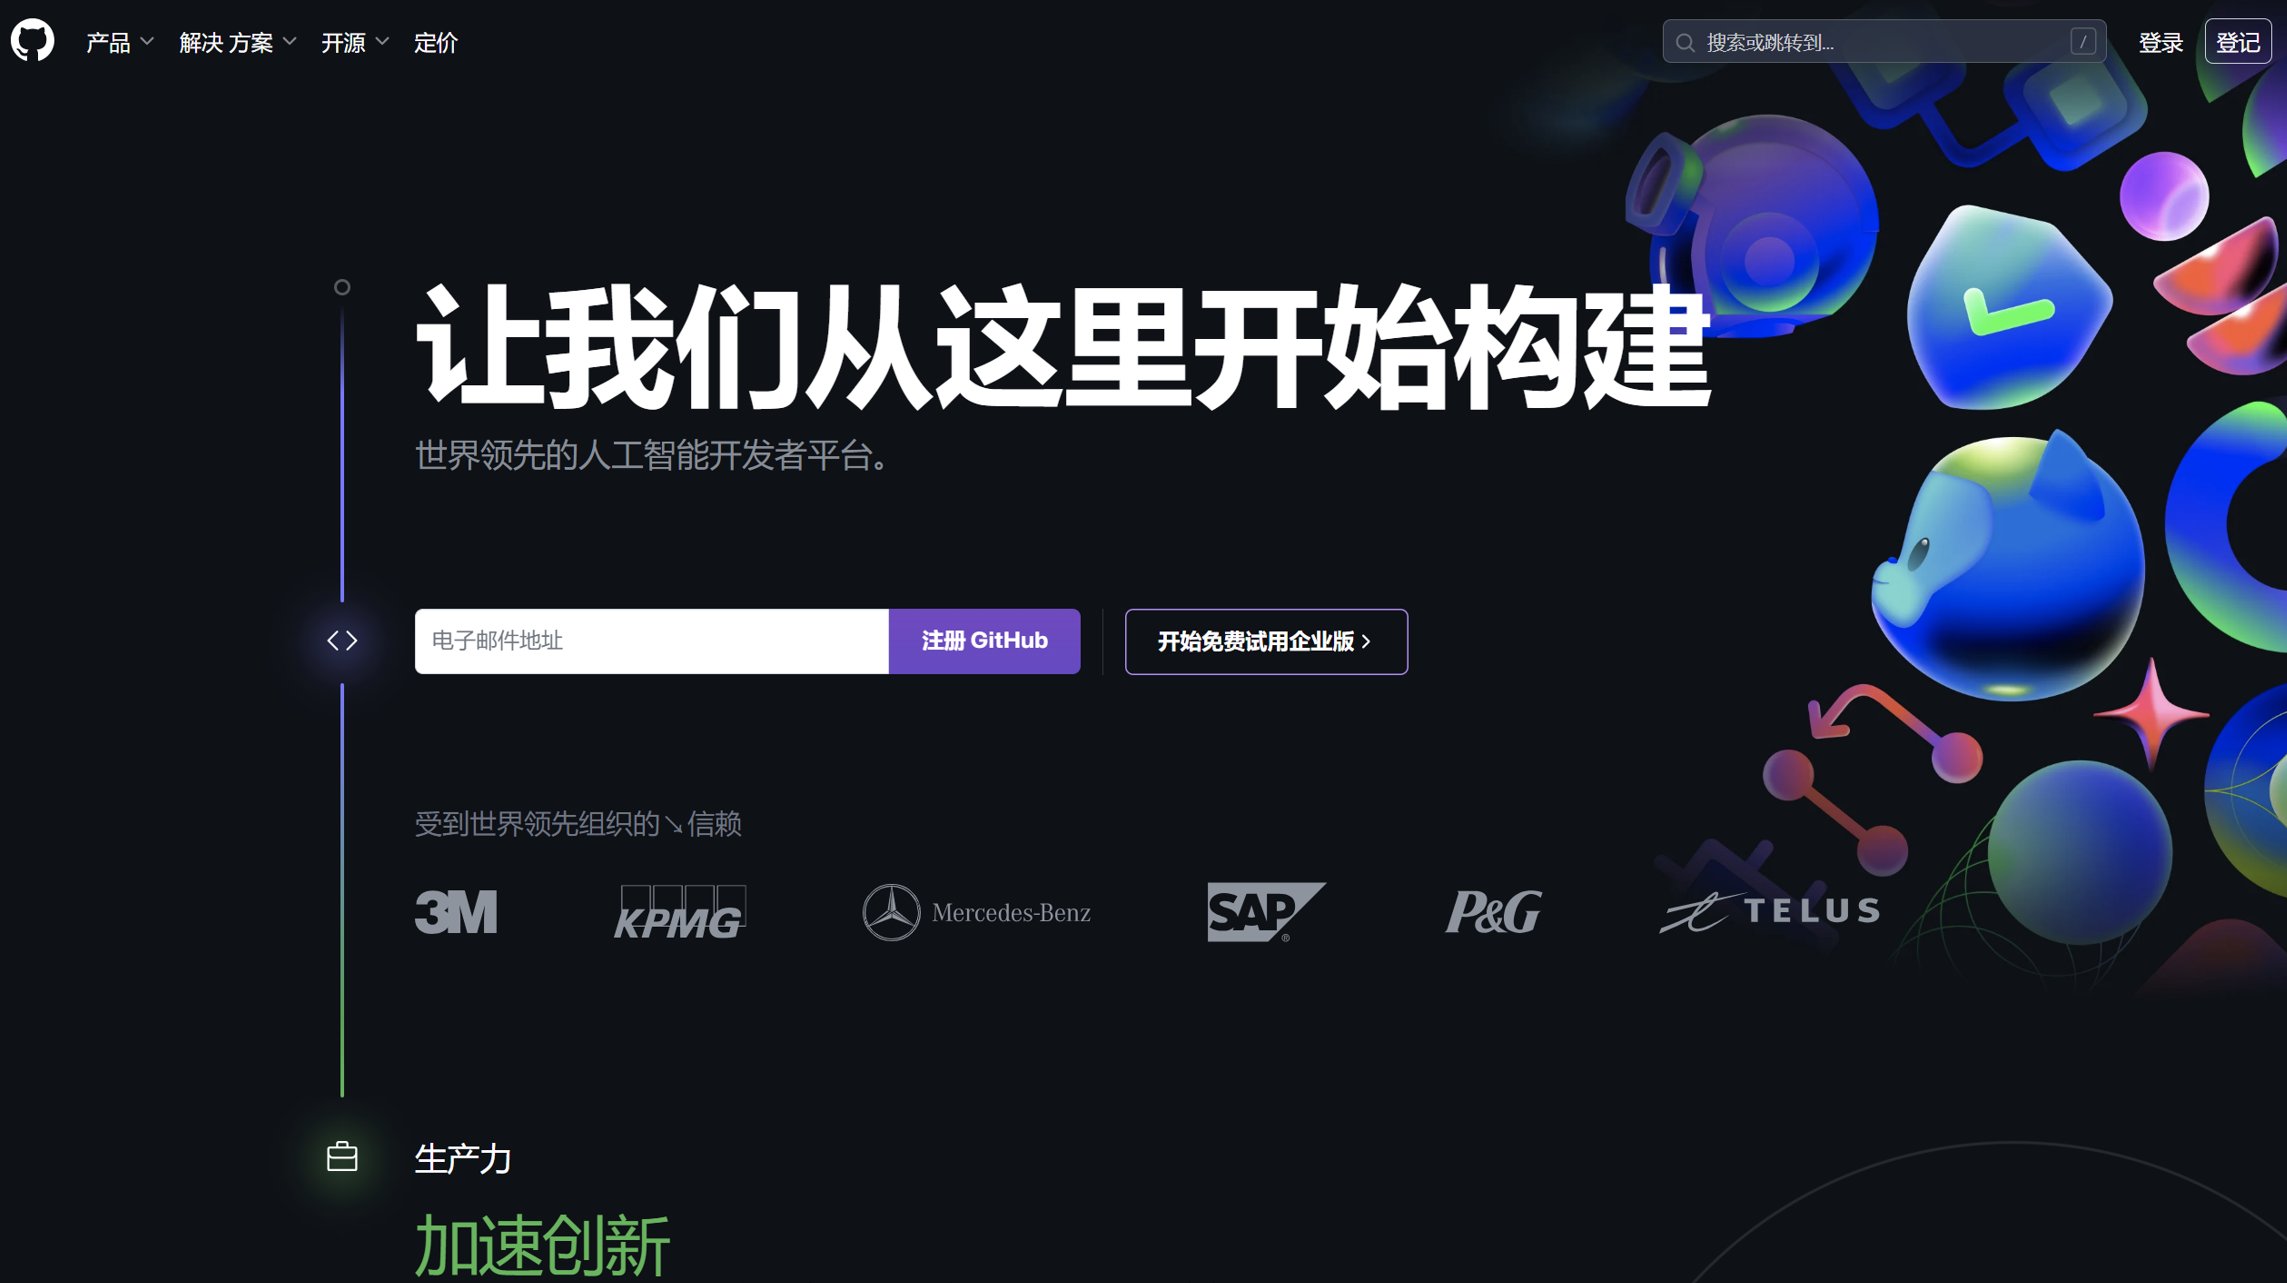 产品 解决 方案 开源 定价 搜索或跳转到... / 登录 登记
让我们从这里开始构建
世界领先的人工智能开发者平台。
电子邮件地址 注册 GitHub 开始免费试用企业版
受到世界领先组织的↘信赖
3M KPMG Mercedes-Benz SAP® P&G TELUS
生产力
加速创新